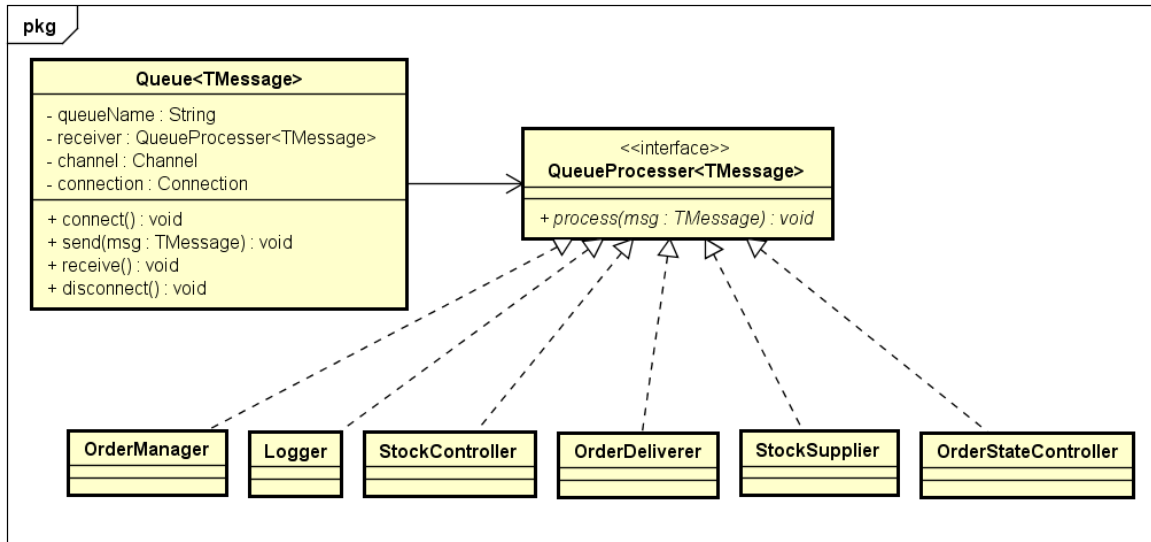 pkg
Queue<TMessage>
- queueName : String
- receiver : QueueProcesser<TMessage>
- channel : Channel
- connection : Connection
+ connect() : void
+ send(msg : TMessage) : void
+ receive() : void
+ disconnect() : void
<<interface>>
QueueProcesser<TMessage>
+ process(msg : TMessage) : void
OrderManager
Logger
StockController
OrderDeliverer
StockSupplier
OrderStateController